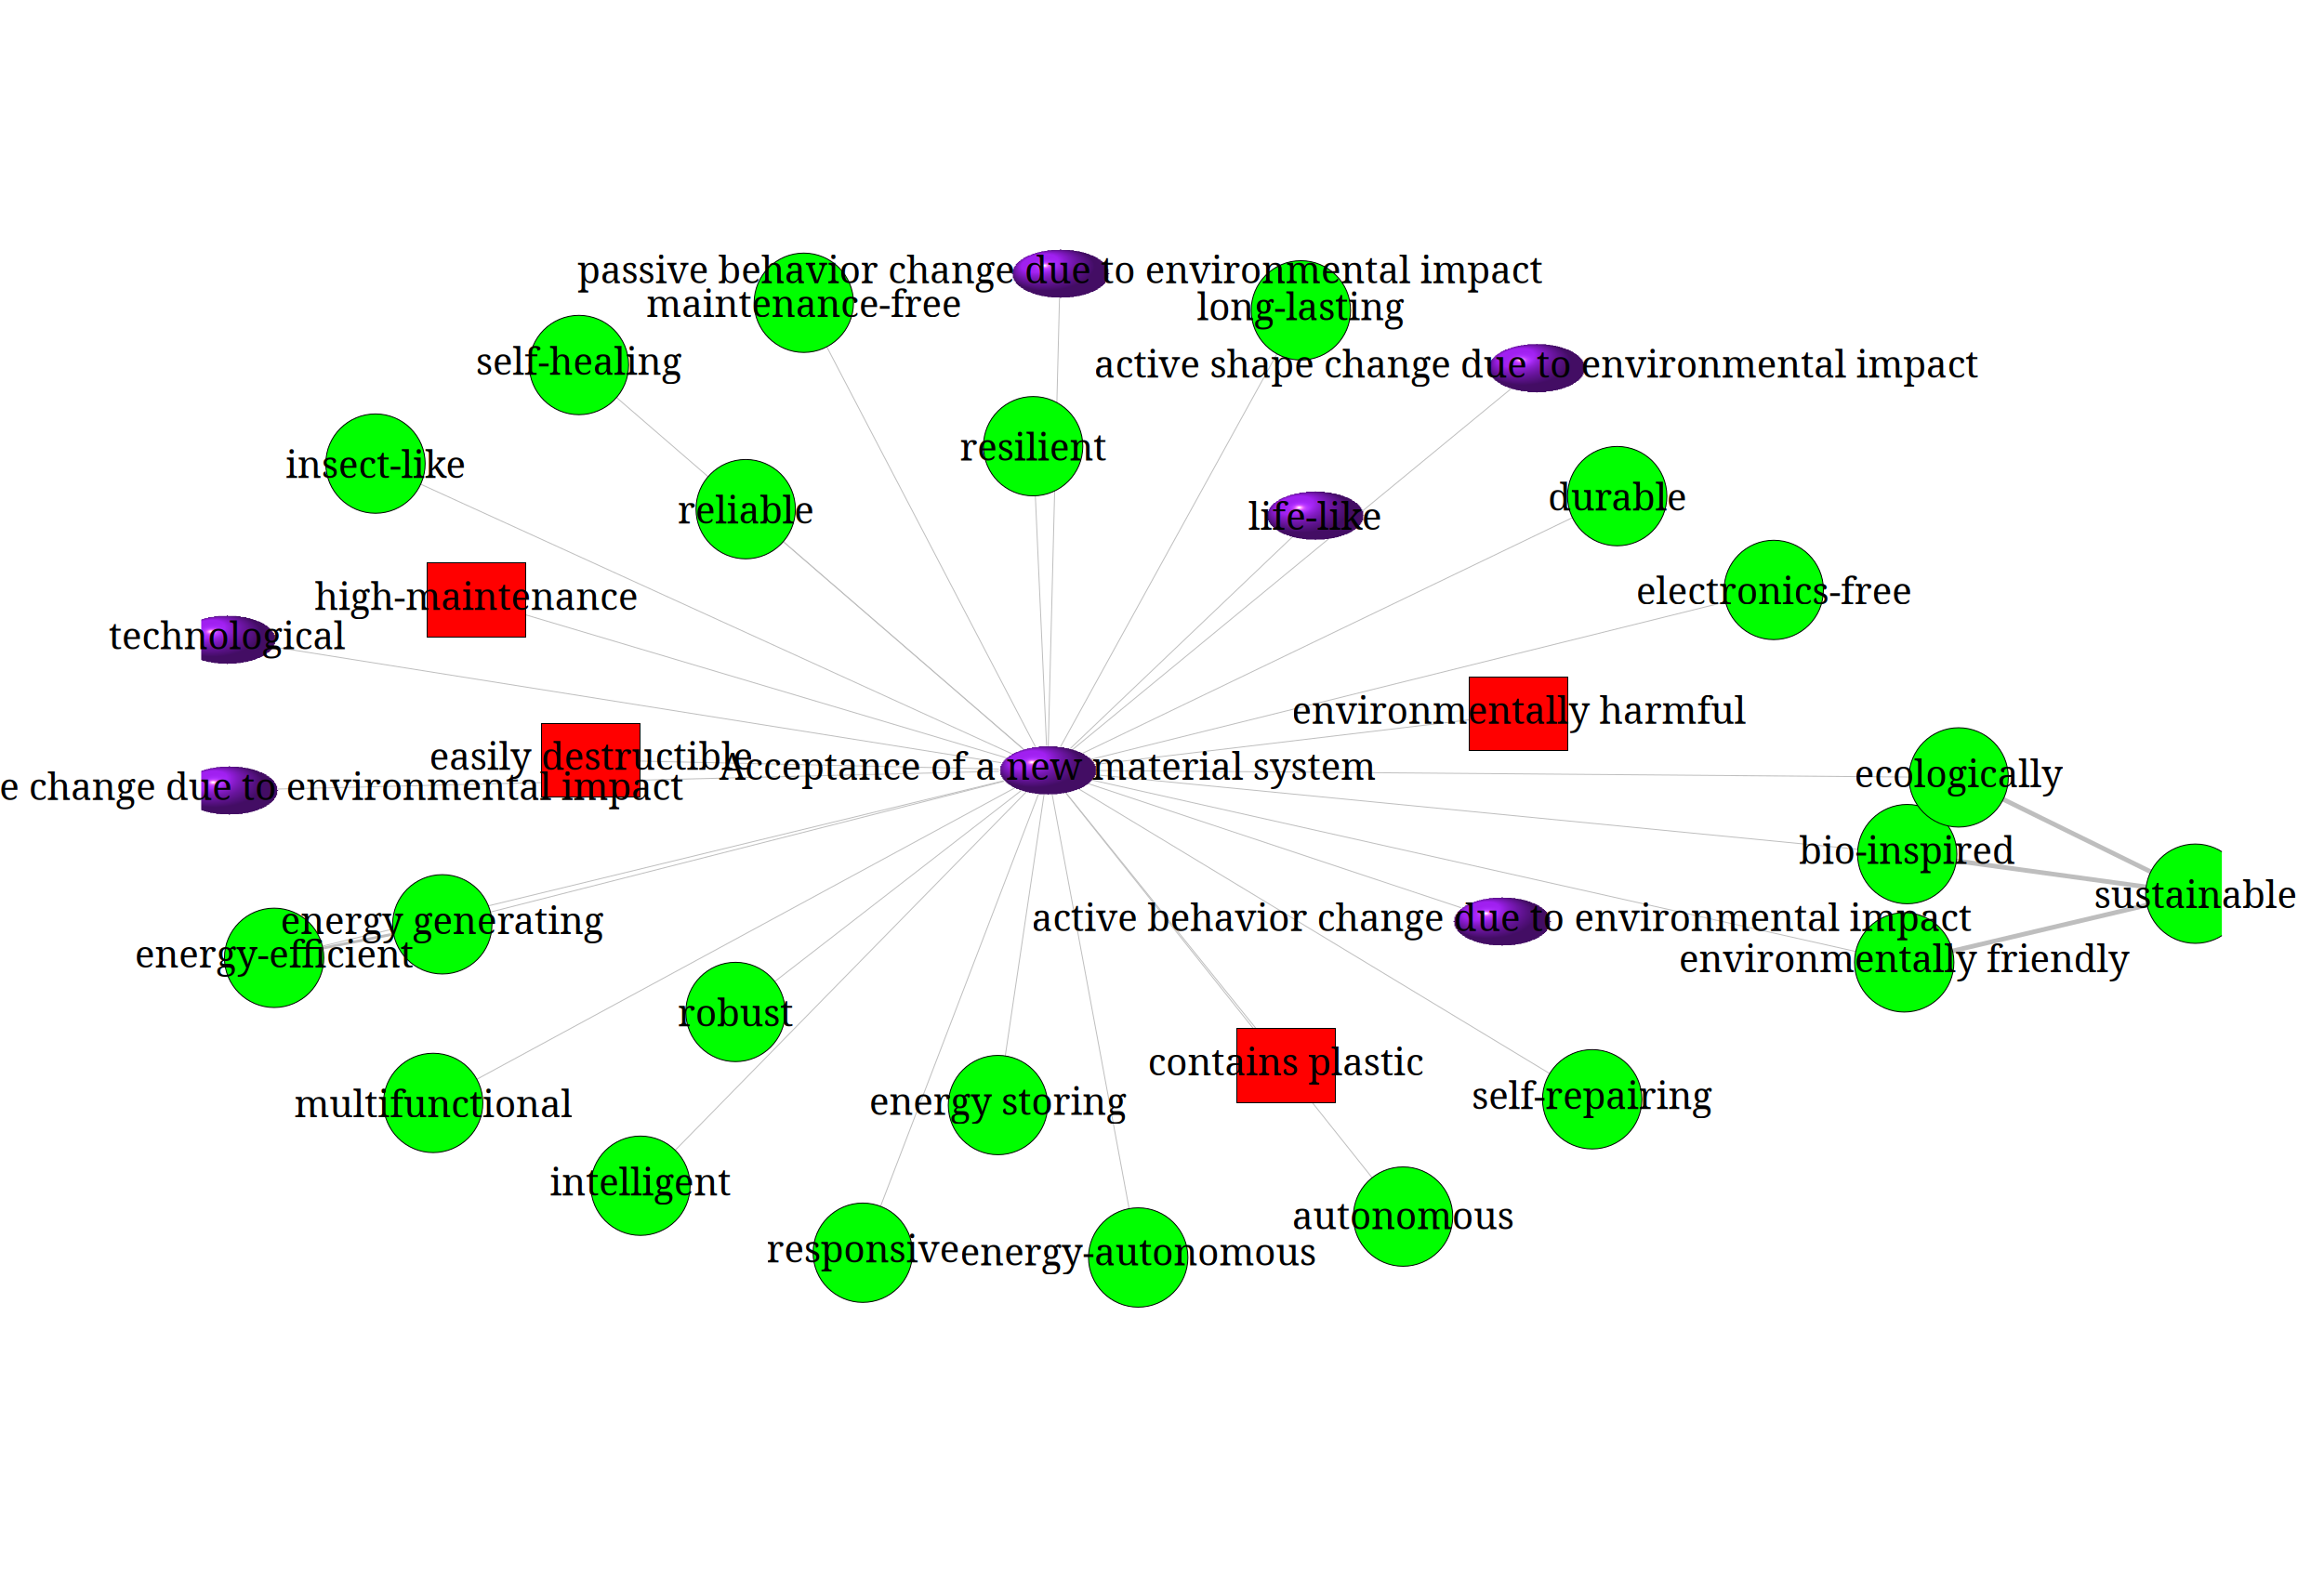 passive behavior change due to environmental impact
maintenance-free
long-lasting
self-healing
active shape change due to environmental impact
resilient
insect-like
reliable
life-like
durable
high-maintenance
electronics-free
technological
environmentally harmful
easily destructible
Acceptance of a new material system
ecologically
e change due to environmental impact
bio-inspired
sustainable
energy generating
active behavior change due to environmental impact
energy-efficient
environmentally friendly
robust
contains plastic
self-repairing
multifunctional
energy storing
intelligent
autonomous
responsive
energy-autonomous